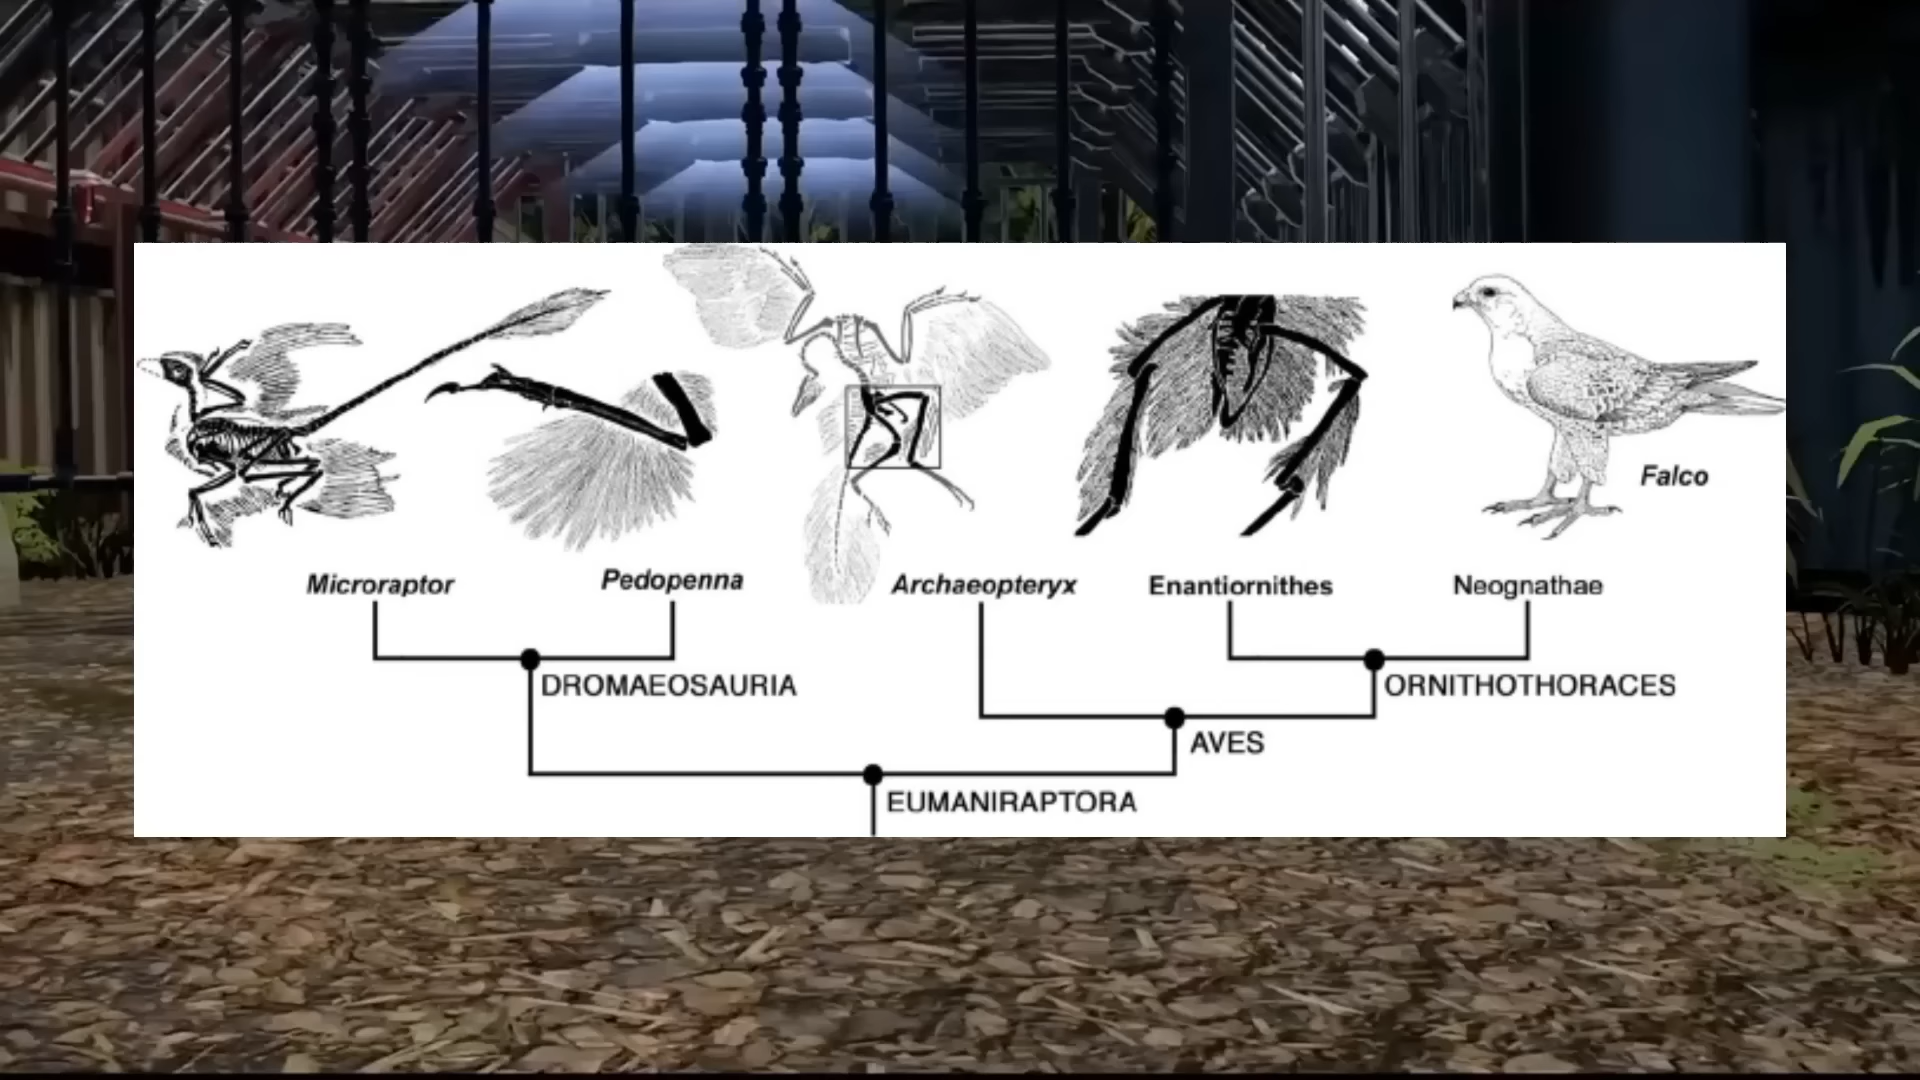 Falco
Microraptor
Pedopenna
Archaeopteryx
Enantiornithes
Neognathae
DROMAEOSAURIA
ORNITHOTHORACES
AVES
EUMANIRAPTORA